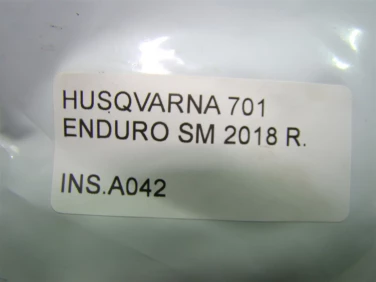 HUSQVARNA 701
ENDURO SM 2018 R.
INS.A042